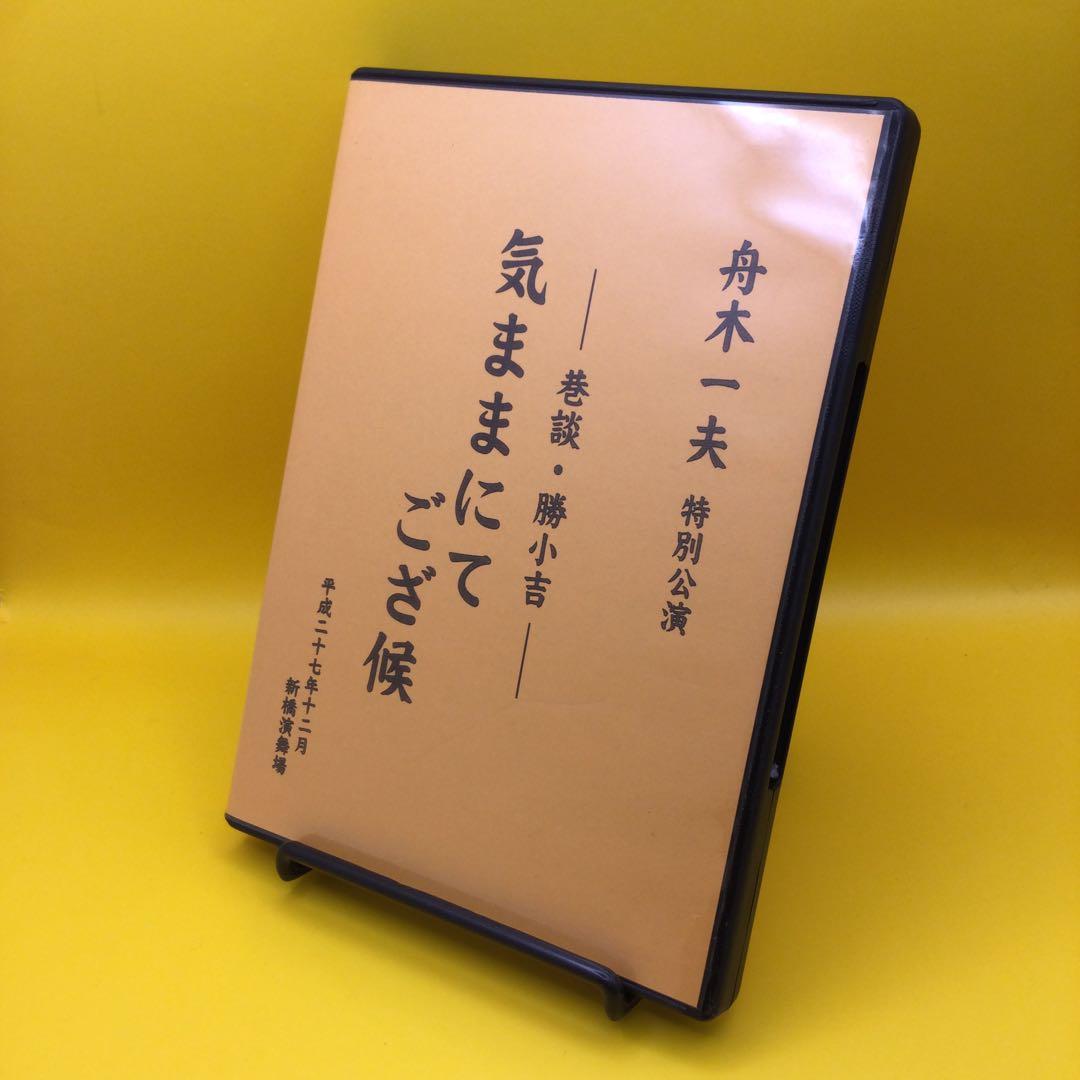 舟木一夫 特別公演
巷談・勝小吉
気ままにて
ござ候
平成二十七年十二月
新橋演舞場